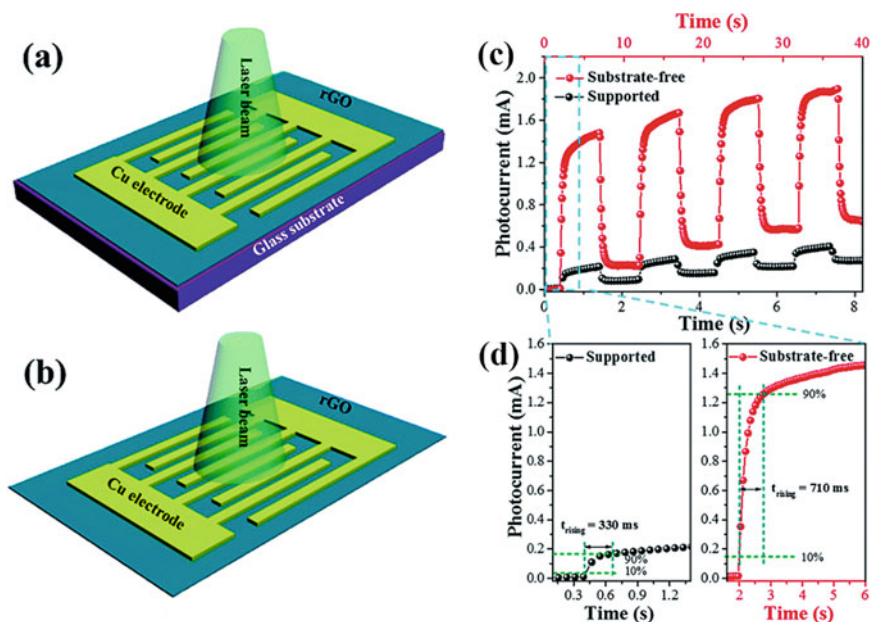 (a)
Laser beam
rGO
Cu electrode
Glass substrate
(b)
Laser beam
rGO
Cu electrode
(c)
Time (s)
0 10 20 30 40
Substrate-free
Supported
Photocurrent (mA)
2.0
1.6
1.2
0.8
0.4
0.0
0 2 4 6 8
Time (s)
(d)
Photocurrent (mA)
1.6
1.4
1.2
1.0
0.8
0.6
0.4
0.2
0.0
Supported
t rising = 330 ms
90%
10%
0.3 0.6 0.9 1.2
Time (s)
1.6
1.4
1.2
1.0
0.8
0.6
0.4
0.2
0.0
Substrate-free
90%
t rising = 710 ms
10%
2 3 4 5 6
Time (s)